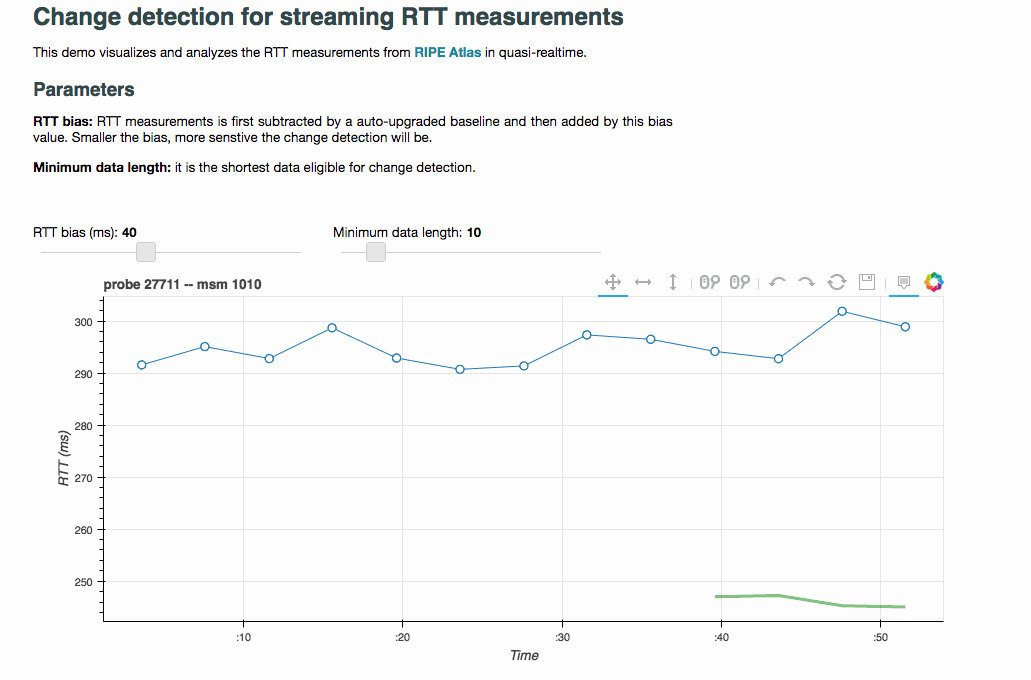 Change detection for streaming RTT measurements
This demo visualizes and analyzes the RTT measurements from RIPE Atlas in quasi-realtime.
Parameters
RTT bias: RTT measurements is first subtracted by a auto-upgraded baseline and then added by this bias
value. Smaller the bias, more senstive the change detection will be.
Minimum data length: it is the shortest data eligible for change detection.
RTT bias (ms): 40
Minimum data length: 10
probe 27711 -- msm 1010
300
290
280
270
260
250
RTT (ms)
:10
:20
:30
:40
:50
Time